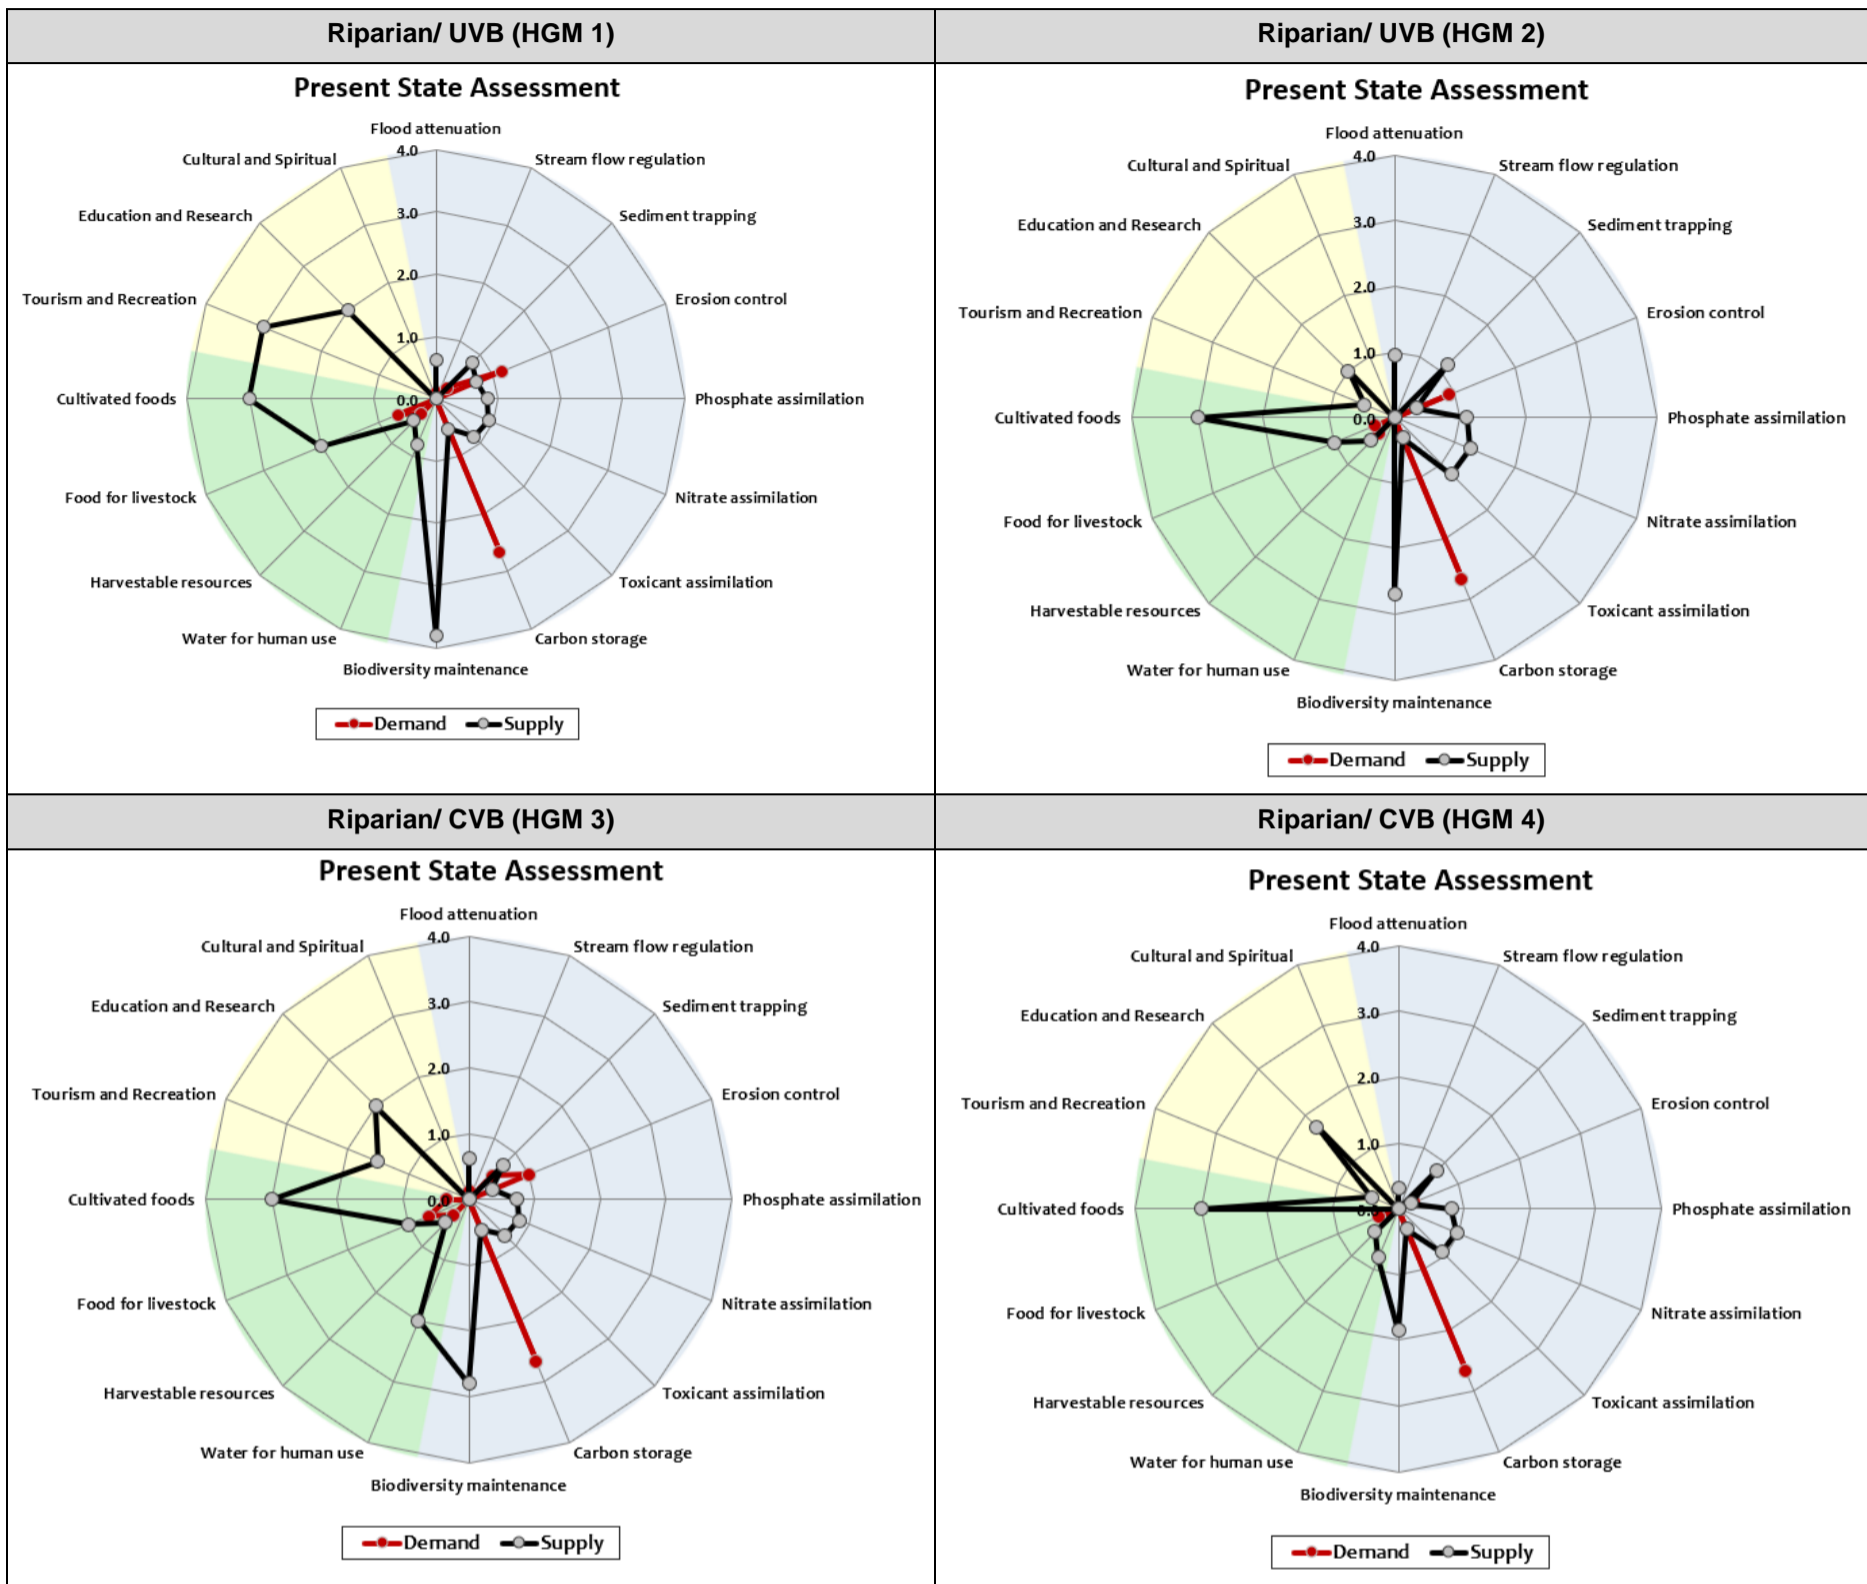 Riparian/ UVB (HGM 1)
Riparian/ UVB (HGM 2)
Present State Assessment
Flood attenuation
4.0
Cultural and Spiritual
Stream flow regulation
Education and Research
3.0
Sediment trapping
2.0
Tourism and Recreation
Erosion control
1.0
Cultivated foods
0.0
Phosphate assimilation
Food for livestock
Nitrate assimilation
Harvestable resources
Toxicant assimilation
Water for human use
Carbon storage
Biodiversity maintenance
Demand Supply
Present State Assessment
Flood attenuation
4.0
Cultural and Spiritual
Stream flow regulation
Education and Research
3.0
Sediment trapping
2.0
Tourism and Recreation
Erosion control
1.0
Cultivated foods
0.0
Phosphate assimilation
Food for livestock
Nitrate assimilation
Harvestable resources
Toxicant assimilation
Water for human use
Carbon storage
Biodiversity maintenance
Demand Supply
Riparian/ CVB (HGM 3)
Riparian/ CVB (HGM 4)
Present State Assessment
Flood attenuation
4.0
Cultural and Spiritual
Stream flow regulation
Education and Research
3.0
Sediment trapping
2.0
Tourism and Recreation
Erosion control
1.0
Cultivated foods
0.0
Phosphate assimilation
Food for livestock
Nitrate assimilation
Harvestable resources
Toxicant assimilation
Water for human use
Carbon storage
Biodiversity maintenance
Demand Supply
Present State Assessment
Flood attenuation
4.0
Cultural and Spiritual
Stream flow regulation
Education and Research
3.0
Sediment trapping
2.0
Tourism and Recreation
Erosion control
1.0
Cultivated foods
0.0
Phosphate assimilation
Food for livestock
Nitrate assimilation
Harvestable resources
Toxicant assimilation
Water for human use
Carbon storage
Biodiversity maintenance
Demand Supply